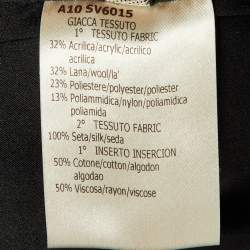 A10 SV6015
GIACCA TESSUTO
1° TESSUTO FABRIC
32% Acrilica/acrylic/acrilico
acrilica
32% Lana/wool/la'
23% Poliestere/polyester/poliester
13% Poliammidica/nylon/poliamidica
poliamida
2° TESSUTO FABRIC
100% Seta/silk/seda
1° INSERTO INSERCION
50% Cotone/cotton/algodon
algodao
50% Viscosa/rayon/viscose